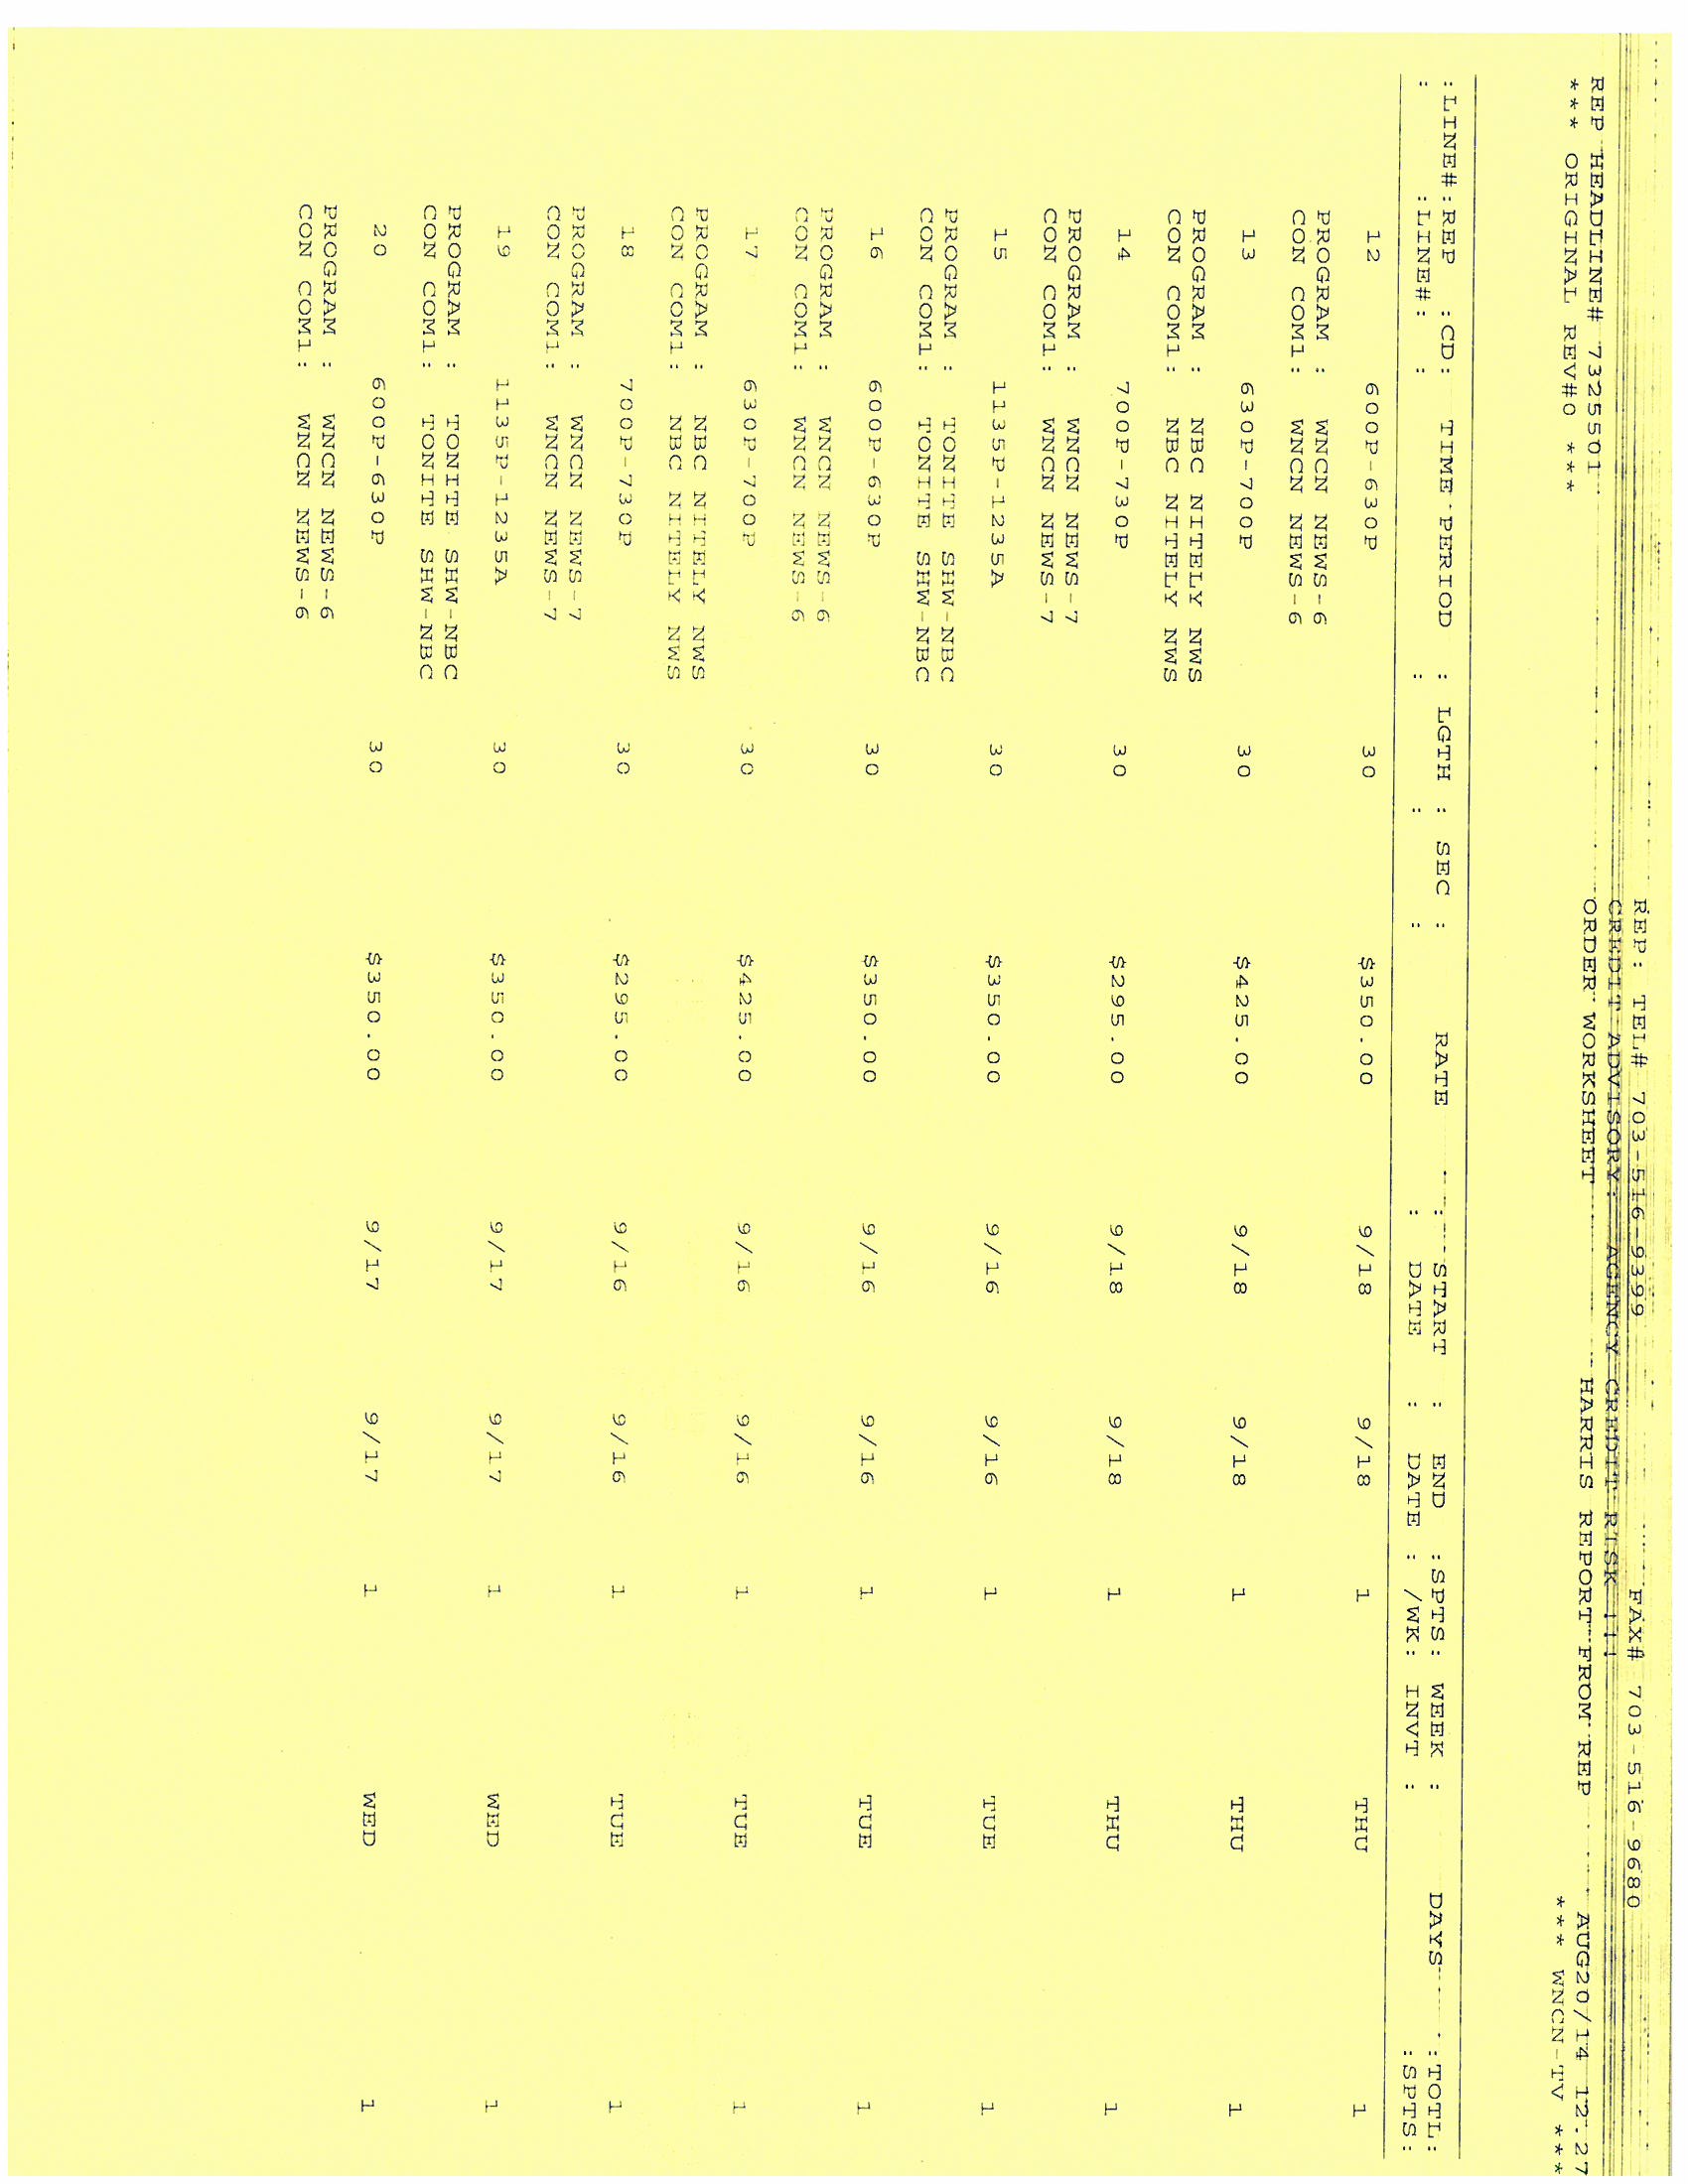 REP: TEL# 703-516-9399 FAX# 703-516-9680
CREDIT ADVISORY: AGENCY CREDIT RISK !!!
REP HEADLINE# 7325501 ORDER WORKSHEET HARRIS REPORT FROM REP AUG20/14 12.27
*** ORIGINAL REV#0 *** *** WNCN-TV ***
:LINE#:REP :CD: TIME PERIOD : LGTH : SEC : RATE : START : END :SPTS: WEEK : DAYS :TOTL:
: :LINE#: : : : : DATE : DATE : /WK: INVT : :SPTS:
12 600P-630P 30 $350.00 9/18 9/18 1 THU 1
PROGRAM : WNCN NEWS-6
CON COM1: WNCN NEWS-6
13 630P-700P 30 $425.00 9/18 9/18 1 THU 1
PROGRAM : NBC NITELY NWS
CON COM1: NBC NITELY NWS
14 700P-730P 30 $295.00 9/18 9/18 1 THU 1
PROGRAM : WNCN NEWS-7
CON COM1: WNCN NEWS-7
15 1135P-1235A 30 $350.00 9/16 9/16 1 TUE 1
PROGRAM : TONITE SHW-NBC
CON COM1: TONITE SHW-NBC
16 600P-630P 30 $350.00 9/16 9/16 1 TUE 1
PROGRAM : WNCN NEWS-6
CON COM1: WNCN NEWS-6
17 630P-700P 30 $425.00 9/16 9/16 1 TUE 1
PROGRAM : NBC NITELY NWS
CON COM1: NBC NITELY NWS
18 700P-730P 30 $295.00 9/16 9/16 1 TUE 1
PROGRAM : WNCN NEWS-7
CON COM1: WNCN NEWS-7
19 1135P-1235A 30 $350.00 9/17 9/17 1 WED 1
PROGRAM : TONITE SHW-NBC
CON COM1: TONITE SHW-NBC
20 600P-630P 30 $350.00 9/17 9/17 1 WED 1
PROGRAM : WNCN NEWS-6
CON COM1: WNCN NEWS-6